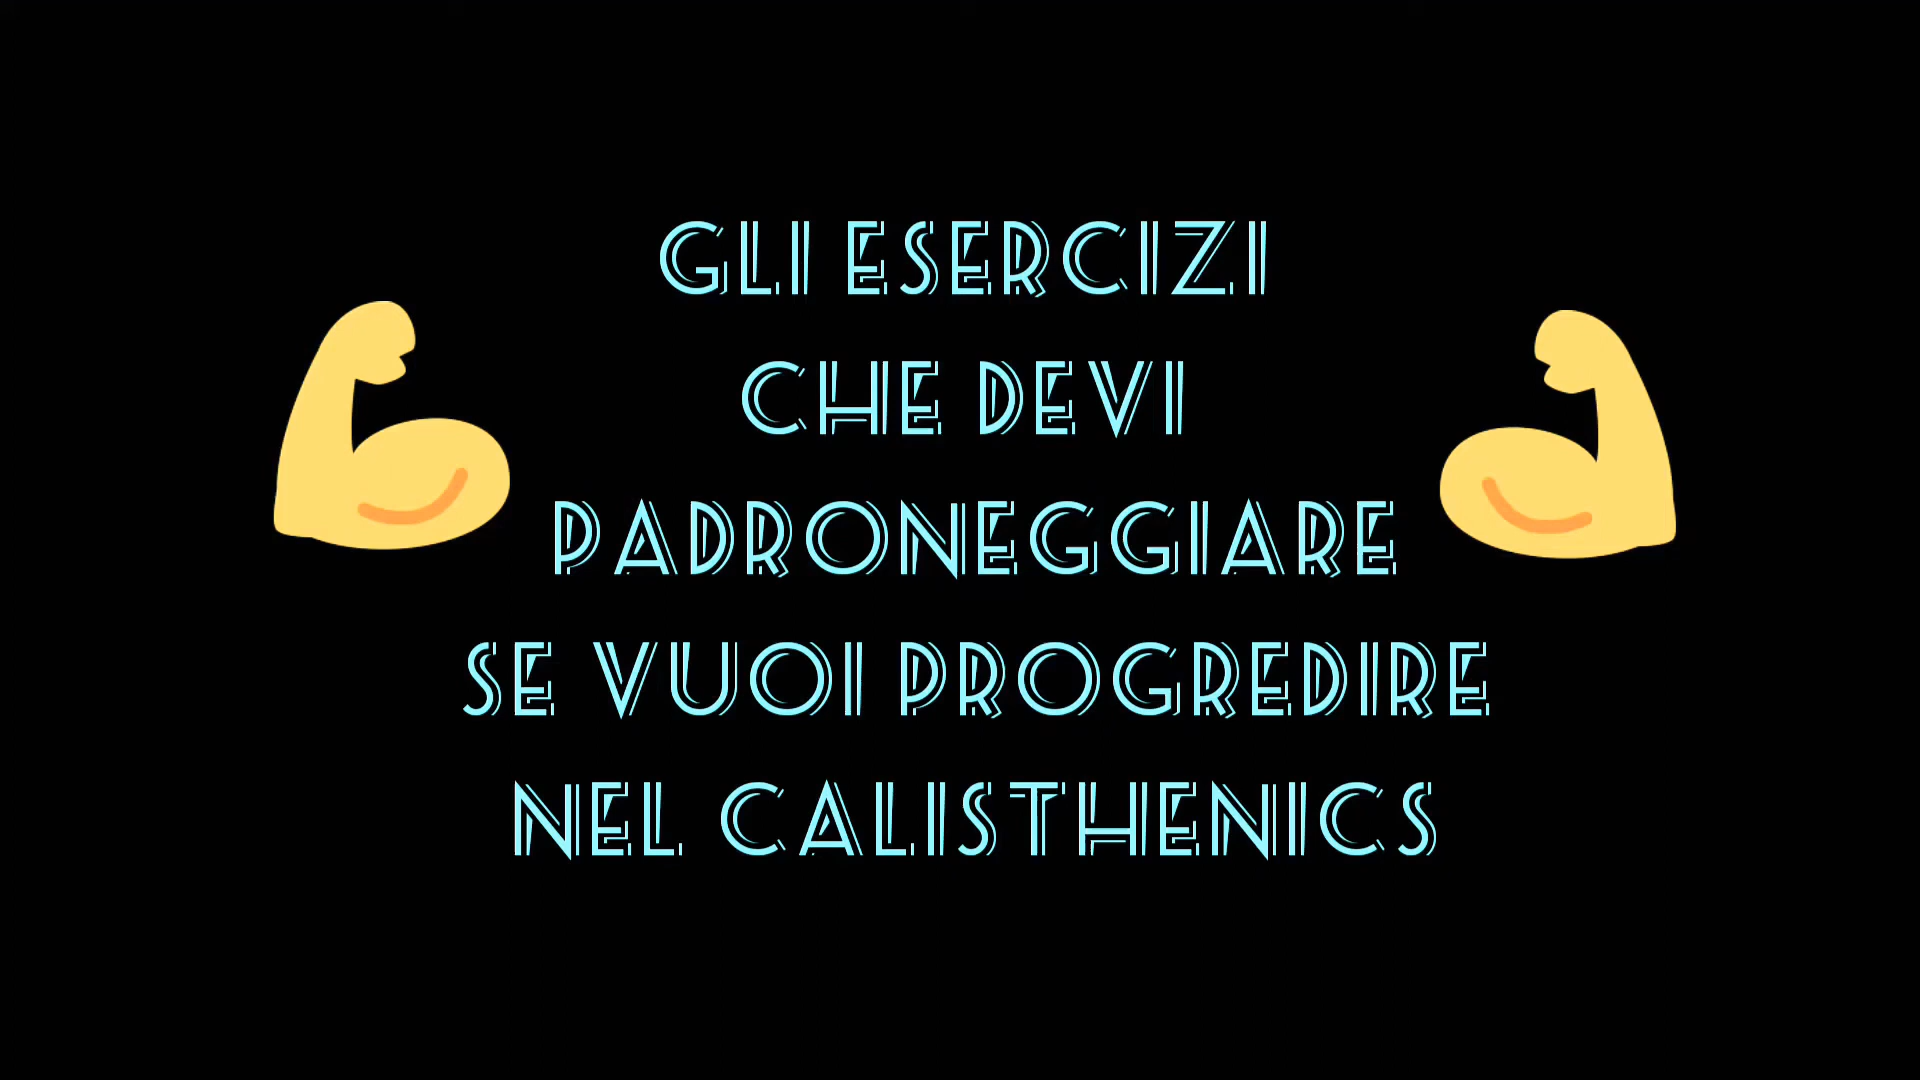 GLI ESERCIZI
CHE DEVI
PADRONEGGIARE
SE VUOI PROGREDIRE
NEL CALISTHENICS